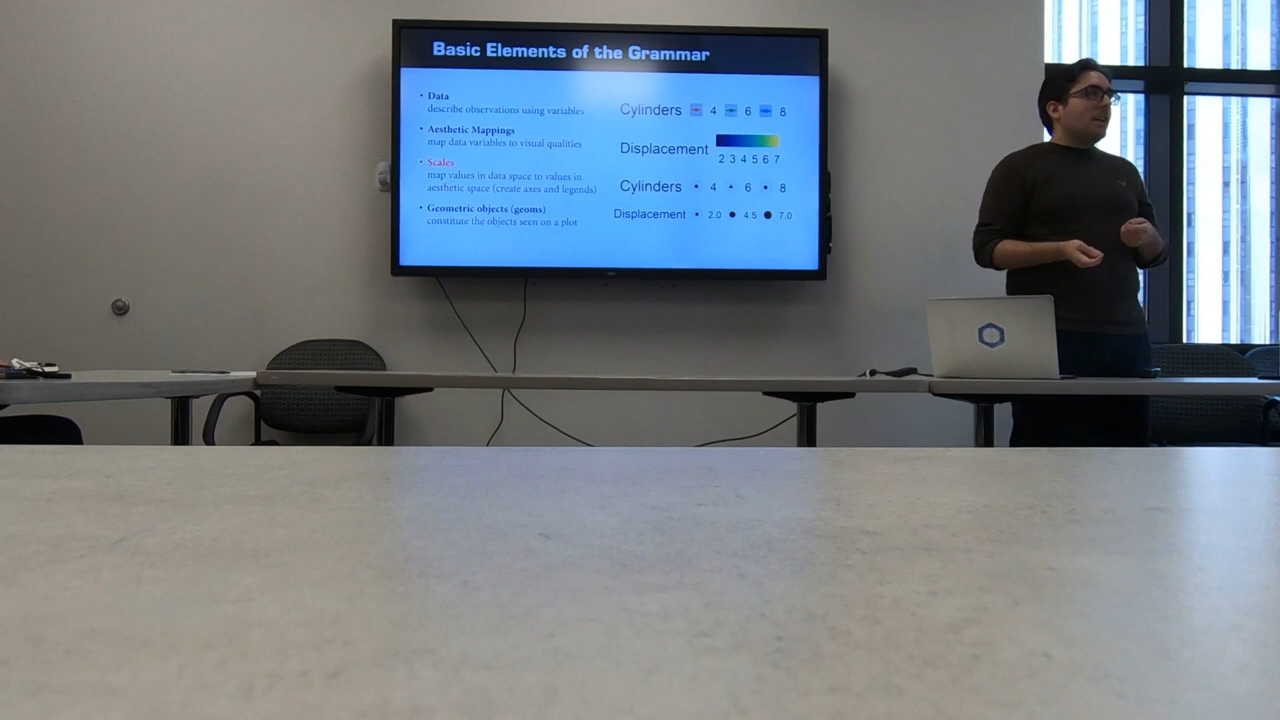 Basic Elements of the Grammar
• Data
describe observations using variables
• Aesthetic Mappings
map data variables to visual qualities
• Scales
map values in data space to values in
aesthetic space (create axes and legends)
• Geometric objects (geoms)
constitute the objects seen on a plot
Cylinders 4 6 8
Displacement
2 3 4 5 6 7
Cylinders 4 6 8
Displacement 2.0 4.5 7.0